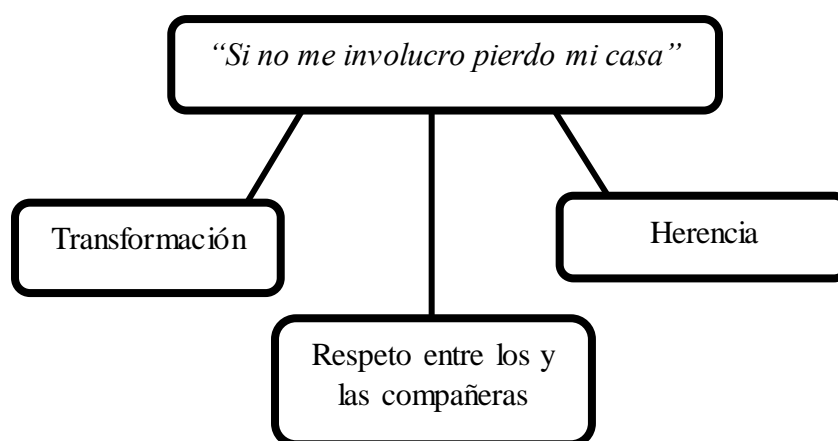 “Si no me involucro pierdo mi casa”
Transformación
Herencia
Respeto entre los y
las compañeras